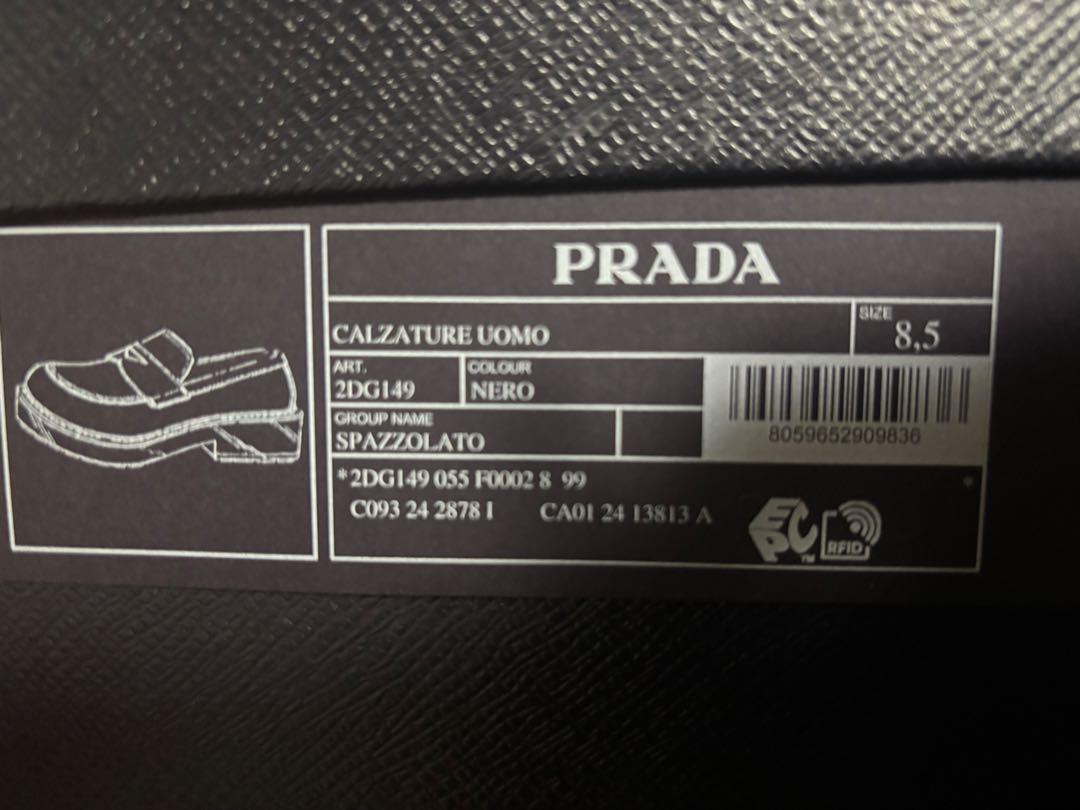 PRADA
CALZATURE UOMO
SIZE
8,5
ART.
2DG149
COLOUR
NERO
GROUP NAME
SPAZZOLATO
8059652909836
*2DG149 055 F0002 8 99 *
C093 24 2878 I CA01 24 13813 A
EPC™ RFID